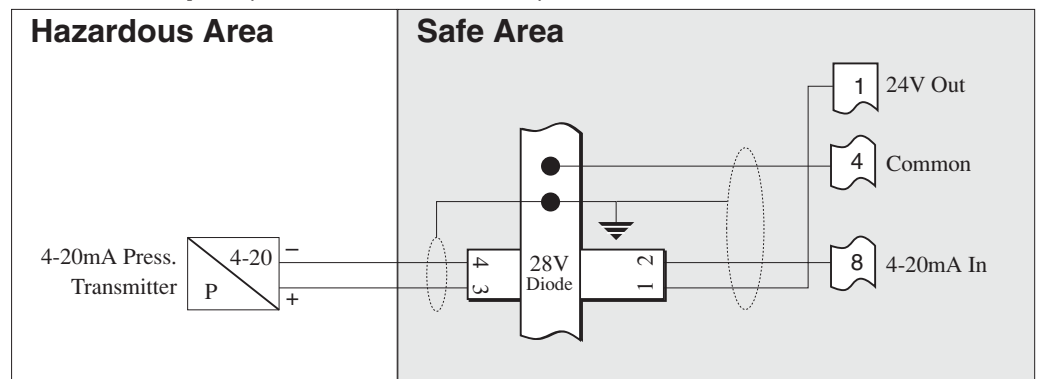 Hazardous Area
Safe Area
1 24V Out
4 Common
4-20mA Press.
Transmitter
4-20
P
−
+
4
3
28V
Diode
2
1
8 4-20mA In